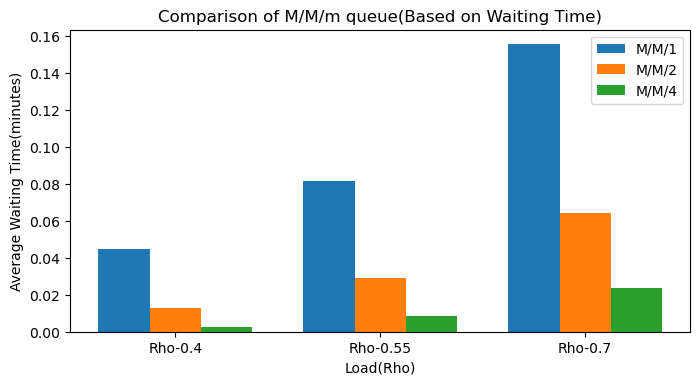 Comparison of M/M/m queue(Based on Waiting Time)
Average Waiting Time(minutes)
0.16
0.14
0.12
0.10
0.08
0.06
0.04
0.02
0.00
M/M/1
M/M/2
M/M/4
Rho-0.4 Rho-0.55 Rho-0.7
Load(Rho)